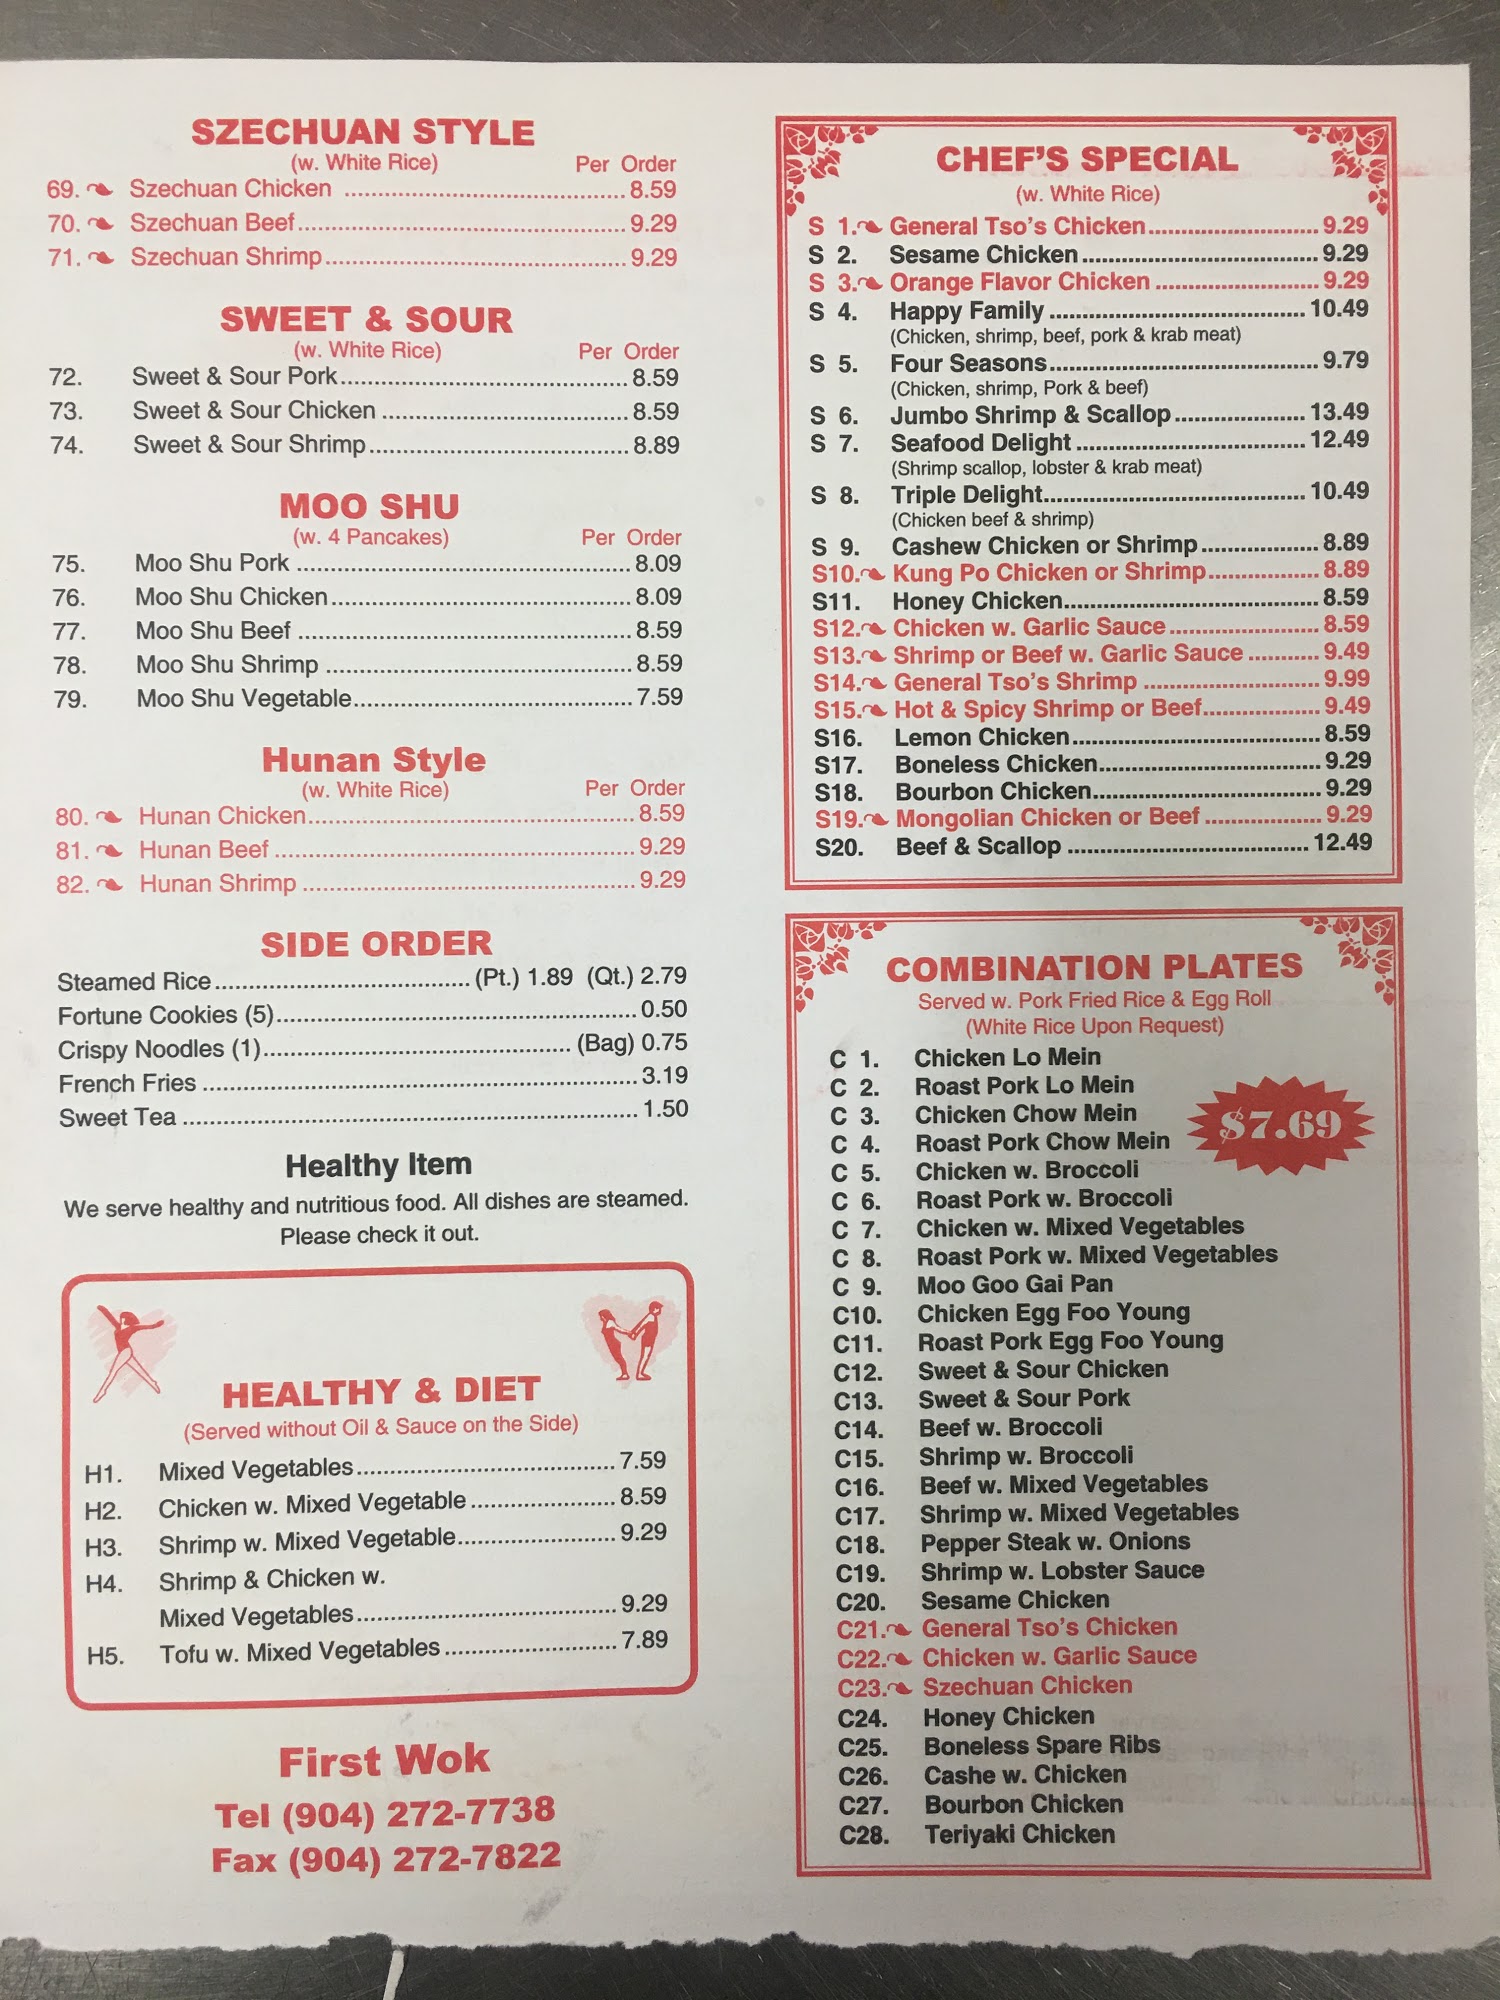 SZECHUAN STYLE
(w. White Rice) Per Order
69. Szechuan Chicken ........ 8.59
70. Szechuan Beef ........ 9.29
71. Szechuan Shrimp ........ 9.29
SWEET & SOUR
(w. White Rice) Per Order
72. Sweet & Sour Pork ........ 8.59
73. Sweet & Sour Chicken ........ 8.59
74. Sweet & Sour Shrimp ........ 8.89
MOO SHU
(w. 4 Pancakes) Per Order
75. Moo Shu Pork ........ 8.09
76. Moo Shu Chicken ........ 8.09
77. Moo Shu Beef ........ 8.59
78. Moo Shu Shrimp ........ 8.59
79. Moo Shu Vegetable ........ 7.59
Hunan Style
(w. White Rice) Per Order
80. Hunan Chicken ........ 8.59
81. Hunan Beef ........ 9.29
82. Hunan Shrimp ........ 9.29
SIDE ORDER
Steamed Rice ........ (Pt.) 1.89 (Qt.) 2.79
Fortune Cookies (5) ........ 0.50
Crispy Noodles (1) ........ (Bag) 0.75
French Fries ........ 3.19
Sweet Tea ........ 1.50
Healthy Item
We serve healthy and nutritious food. All dishes are steamed.
Please check it out.
HEALTHY & DIET
(Served without Oil & Sauce on the Side)
H1. Mixed Vegetables ........ 7.59
H2. Chicken w. Mixed Vegetable ........ 8.59
H3. Shrimp w. Mixed Vegetable ........ 9.29
H4. Shrimp & Chicken w.
Mixed Vegetables ........ 9.29
H5. Tofu w. Mixed Vegetables ........ 7.89
First Wok
Tel (904) 272-7738
Fax (904) 272-7822
CHEF'S SPECIAL
(w. White Rice)
S 1. General Tso's Chicken ........ 9.29
S 2. Sesame Chicken ........ 9.29
S 3. Orange Flavor Chicken ........ 9.29
S 4. Happy Family ........ 10.49
(Chicken, shrimp, beef, pork & krab meat)
S 5. Four Seasons ........ 9.79
(Chicken, shrimp, Pork & beef)
S 6. Jumbo Shrimp & Scallop ........ 13.49
S 7. Seafood Delight ........ 12.49
(Shrimp scallop, lobster & krab meat)
S 8. Triple Delight ........ 10.49
(Chicken beef & shrimp)
S 9. Cashew Chicken or Shrimp ........ 8.89
S10. Kung Po Chicken or Shrimp ........ 8.89
S11. Honey Chicken ........ 8.59
S12. Chicken w. Garlic Sauce ........ 8.59
S13. Shrimp or Beef w. Garlic Sauce ........ 9.49
S14. General Tso's Shrimp ........ 9.99
S15. Hot & Spicy Shrimp or Beef ........ 9.49
S16. Lemon Chicken ........ 8.59
S17. Boneless Chicken ........ 9.29
S18. Bourbon Chicken ........ 9.29
S19. Mongolian Chicken or Beef ........ 9.29
S20. Beef & Scallop ........ 12.49
COMBINATION PLATES
Served w. Pork Fried Rice & Egg Roll
(White Rice Upon Request)
$7.69
C 1. Chicken Lo Mein
C 2. Roast Pork Lo Mein
C 3. Chicken Chow Mein
C 4. Roast Pork Chow Mein
C 5. Chicken w. Broccoli
C 6. Roast Pork w. Broccoli
C 7. Chicken w. Mixed Vegetables
C 8. Roast Pork w. Mixed Vegetables
C 9. Moo Goo Gai Pan
C10. Chicken Egg Foo Young
C11. Roast Pork Egg Foo Young
C12. Sweet & Sour Chicken
C13. Sweet & Sour Pork
C14. Beef w. Broccoli
C15. Shrimp w. Broccoli
C16. Beef w. Mixed Vegetables
C17. Shrimp w. Mixed Vegetables
C18. Pepper Steak w. Onions
C19. Shrimp w. Lobster Sauce
C20. Sesame Chicken
C21. General Tso's Chicken
C22. Chicken w. Garlic Sauce
C23. Szechuan Chicken
C24. Honey Chicken
C25. Boneless Spare Ribs
C26. Cashe w. Chicken
C27. Bourbon Chicken
C28. Teriyaki Chicken